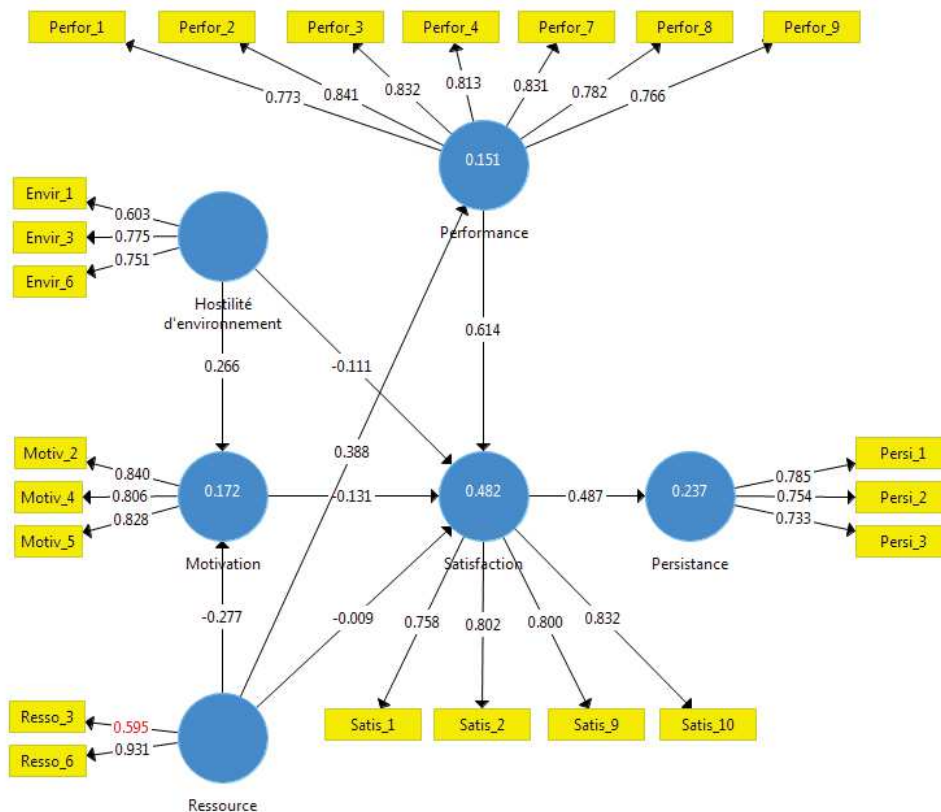 Perfor_1 Perfor_2 Perfor_3 Perfor_4 Perfor_7 Perfor_8 Perfor_9
0.773 0.841 0.832 0.813 0.831 0.782 0.766
0.151
Performance
Envir_1
0.603
Envir_3
0.775
Envir_6
0.751
Hostilité
d'environnement
0.266
-0.111
0.614
0.388
Motiv_2
0.840
Motiv_4
0.806
Motiv_5
0.828
0.172
Motivation
-0.131
0.482
Satisfaction
0.487
0.237
Persistance
Persi_1
0.785
Persi_2
0.754
Persi_3
0.733
-0.277
-0.009
0.758 0.802 0.800 0.832
Satis_1 Satis_2 Satis_9 Satis_10
Resso_3
0.595
Resso_6
0.931
Ressource